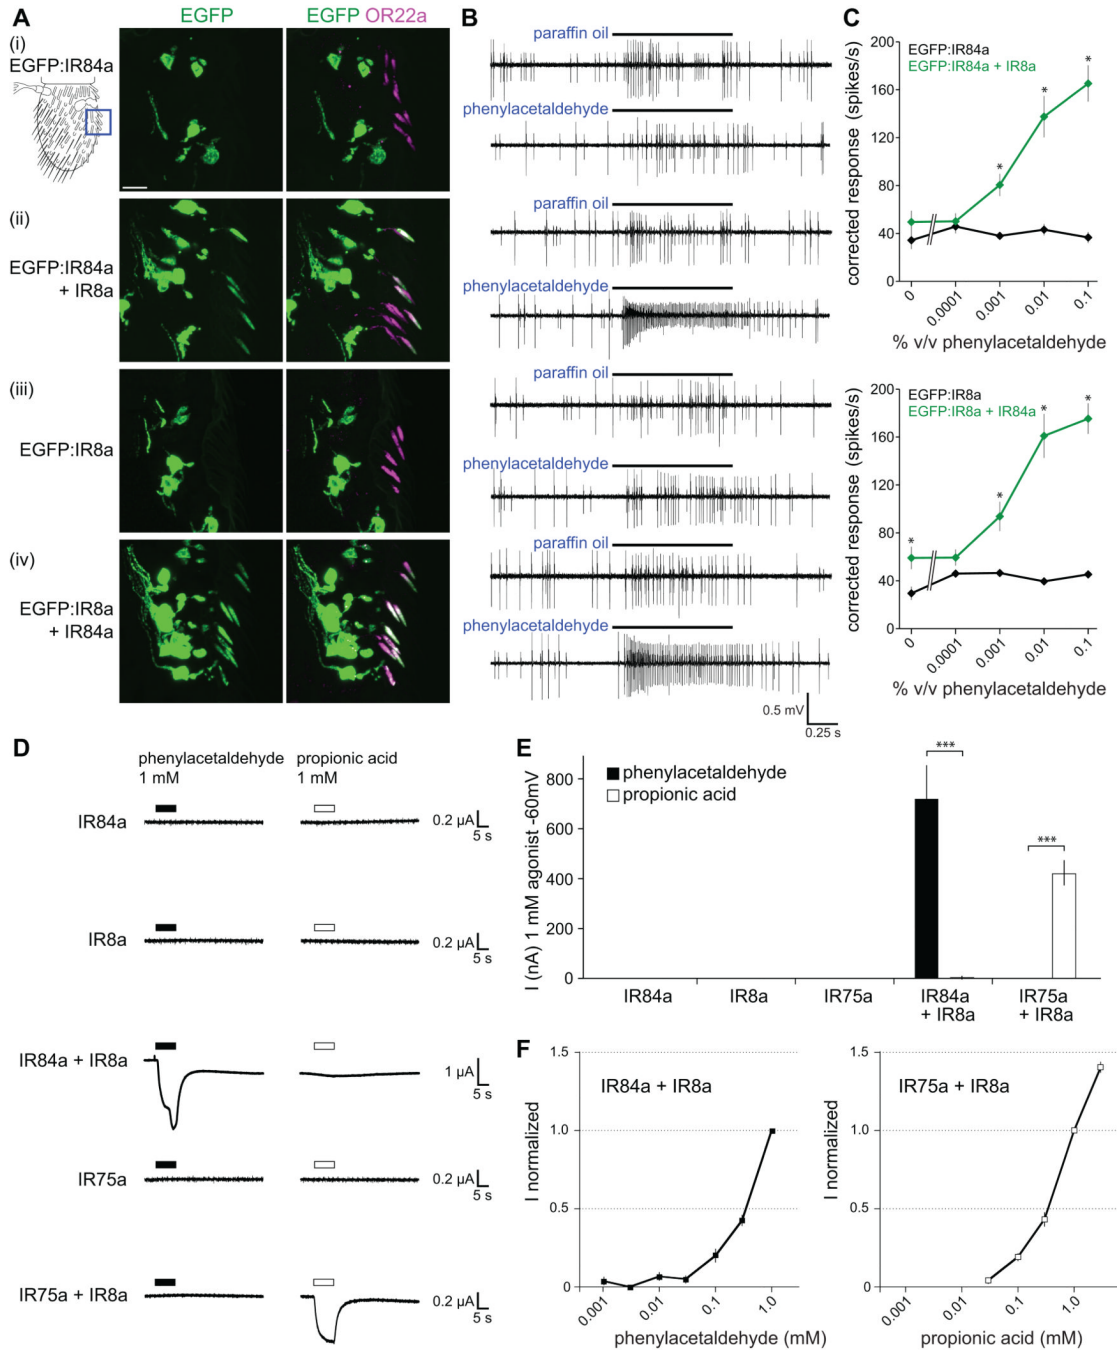 A
EGFP
EGFP OR22a
(i)
EGFP:IR84a
(ii)
EGFP:IR84a
+ IR8a
(iii)
EGFP:IR8a
(iv)
EGFP:IR8a
+ IR84a
B
paraffin oil
phenylacetaldehyde
paraffin oil
phenylacetaldehyde
paraffin oil
phenylacetaldehyde
paraffin oil
phenylacetaldehyde
0.5 mV
0.25 s
C
EGFP:IR84a
EGFP:IR84a + IR8a
corrected response (spikes/s)
200
160
120
80
40
0
* * *
0 0.0001 0.001 0.01 0.1
% v/v phenylacetaldehyde
EGFP:IR8a
EGFP:IR8a + IR84a
corrected response (spikes/s)
200
160
120
80
40
0
* * * *
0 0.0001 0.001 0.01 0.1
% v/v phenylacetaldehyde
D
phenylacetaldehyde
1 mM
propionic acid
1 mM
IR84a
0.2 µA
5 s
IR8a
0.2 µA
5 s
IR84a + IR8a
1 µA
5 s
IR75a
0.2 µA
5 s
IR75a + IR8a
0.2 µA
5 s
E
phenylacetaldehyde
propionic acid
I (nA) 1 mM agonist -60mV
800
600
400
200
0
***
***
IR84a
IR8a
IR75a
IR84a
+ IR8a
IR75a
+ IR8a
F
IR84a + IR8a
I normalized
1.5
1.0
0.5
0
0.001 0.01 0.1 1.0
phenylacetaldehyde (mM)
IR75a + IR8a
I normalized
1.5
1.0
0.5
0
0.001 0.01 0.1 1.0
propionic acid (mM)